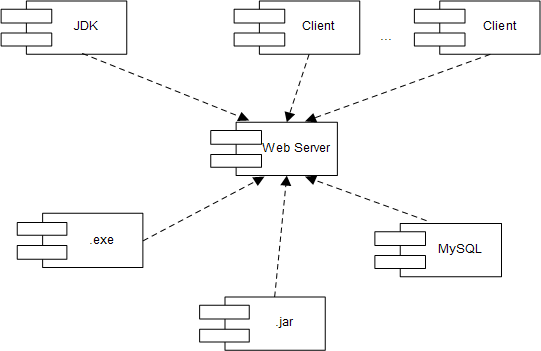 JDK
Client
...
Client
Web Server
.exe
MySQL
.jar